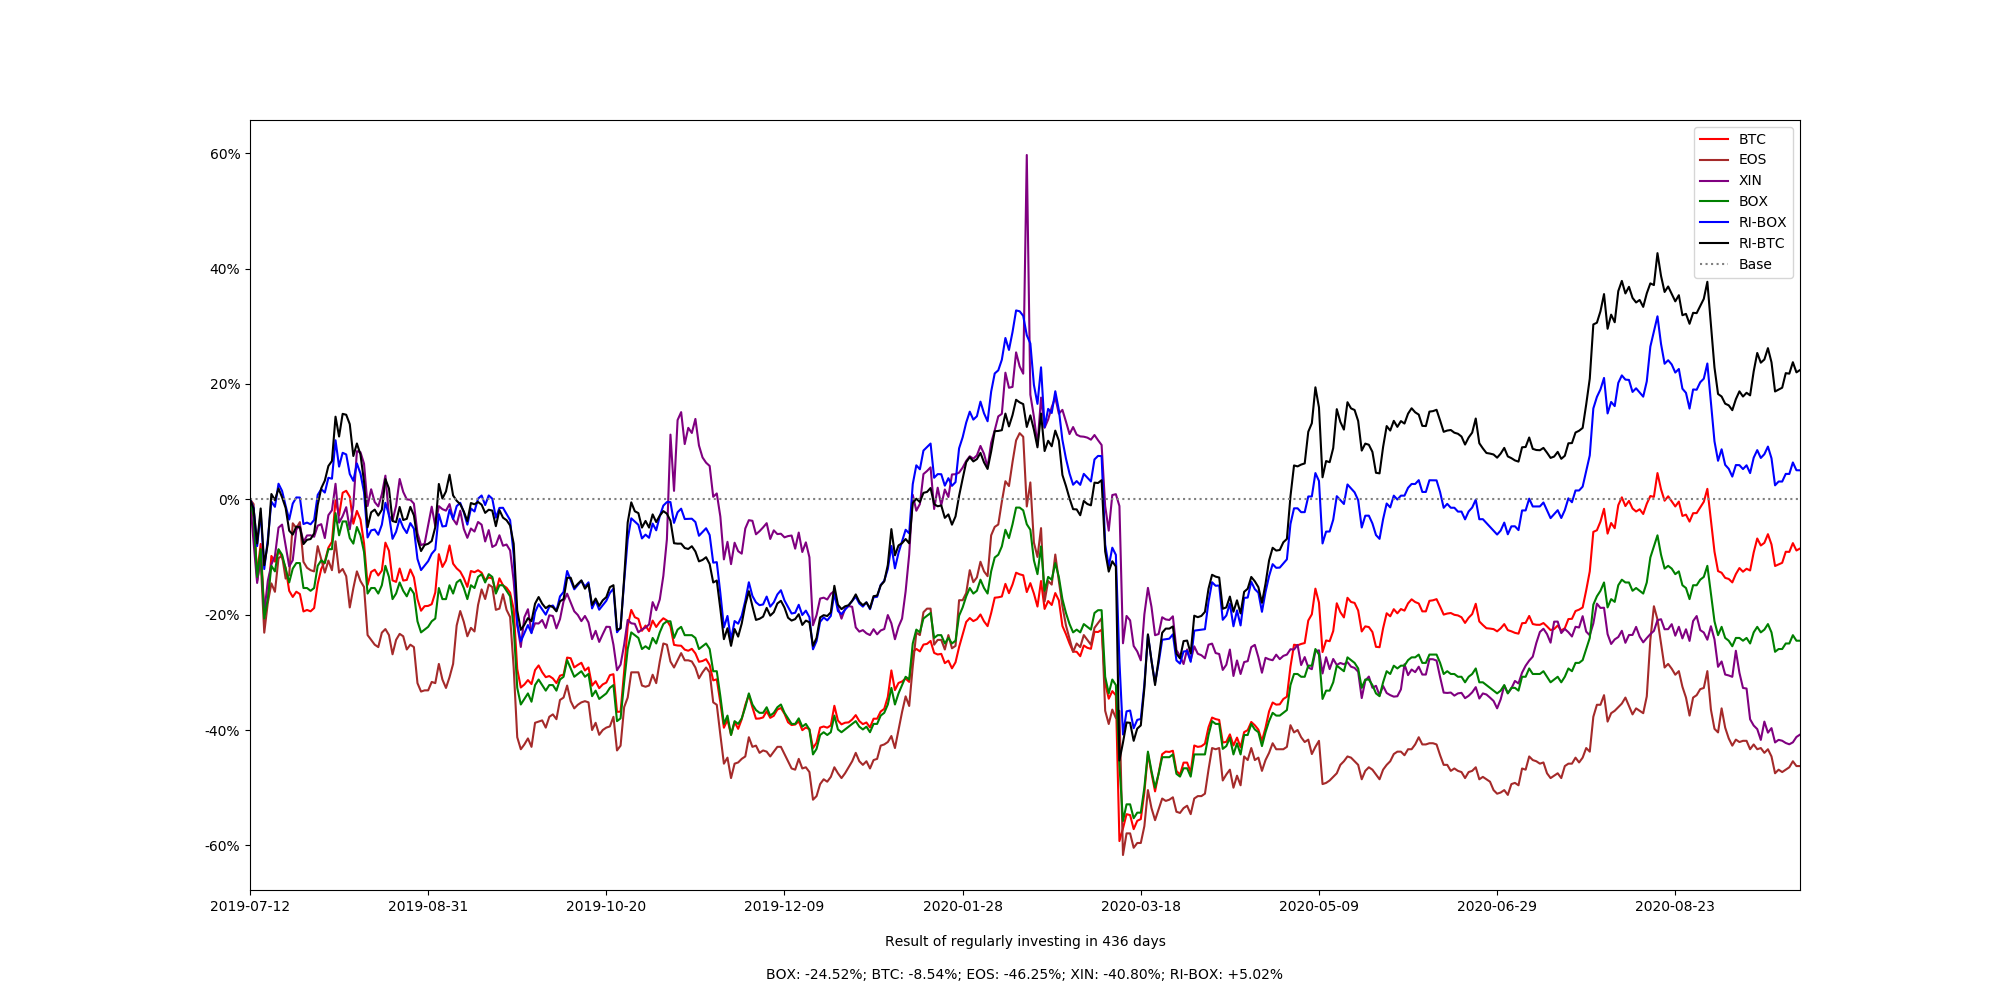 60%
40%
20%
0%
-20%
-40%
-60%
BTC
EOS
XIN
BOX
RI-BOX
RI-BTC
Base
2019-07-12 2019-08-31 2019-10-20 2019-12-09 2020-01-28 2020-03-18 2020-05-09 2020-06-29 2020-08-23
Result of regularly investing in 436 days
BOX: -24.52%; BTC: -8.54%; EOS: -46.25%; XIN: -40.80%; RI-BOX: +5.02%